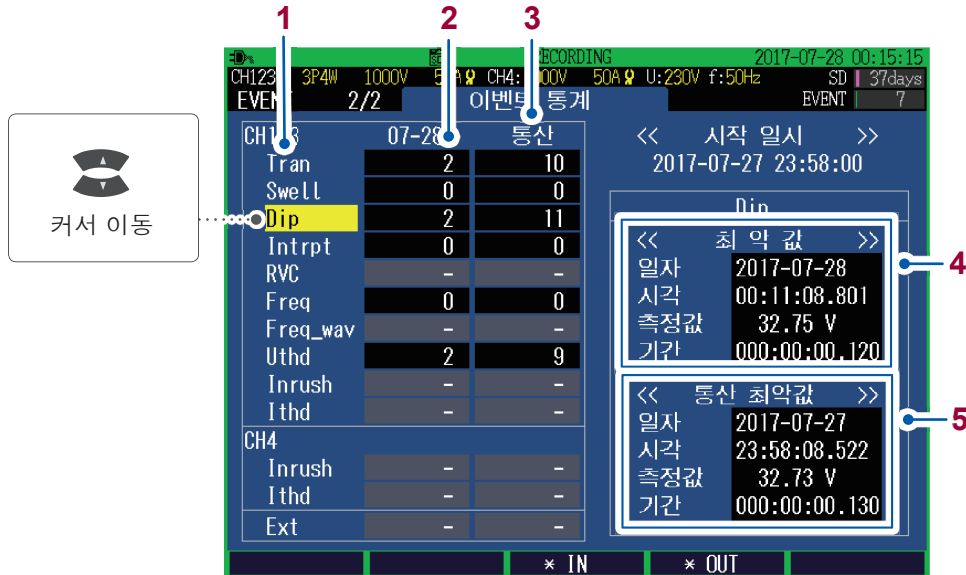 1 2 3
RECORDING 2017-07-28 00:15:15
3P4W 1000V CH4: 50A U:230V f:50Hz SD 37days
2/2 이벤트 통계 EVENT 7
07-28 통산
Tran 2 10
Swell 0 0
Dip 2 11
Intrpt 0 0
RVC - -
Freq 0 0
Freq_wav - -
Uthd 2 9
Inrush - -
Ithd - -
CH4
Inrush - -
Ithd - -
Ext - -
커서 이동
<< 시작 일시 >>
2017-07-27 23:58:00
Dip
<< 최 악 값 >>
일자 2017-07-28
시각 00:11:08.801
측정값 32.75 V
기간 000:00:00.120
4
<< 통산 최악값 >>
일자 2017-07-27
시각 23:58:08.522
측정값 32.73 V
기간 000:00:00.130
5
* IN * OUT